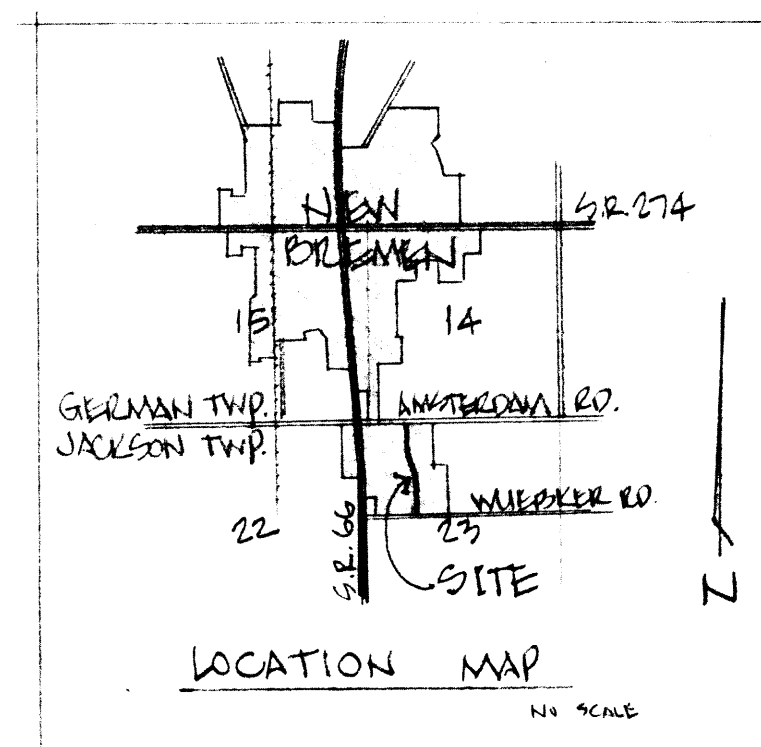 NEW
S.R. 274
BREMEN
15
14
GERMAN TWP.
AMSTERDAM RD.
JACKSON TWP.
WUEBKER RD.
22
S.R. 66
23
SITE
N
LOCATION MAP
NO SCALE